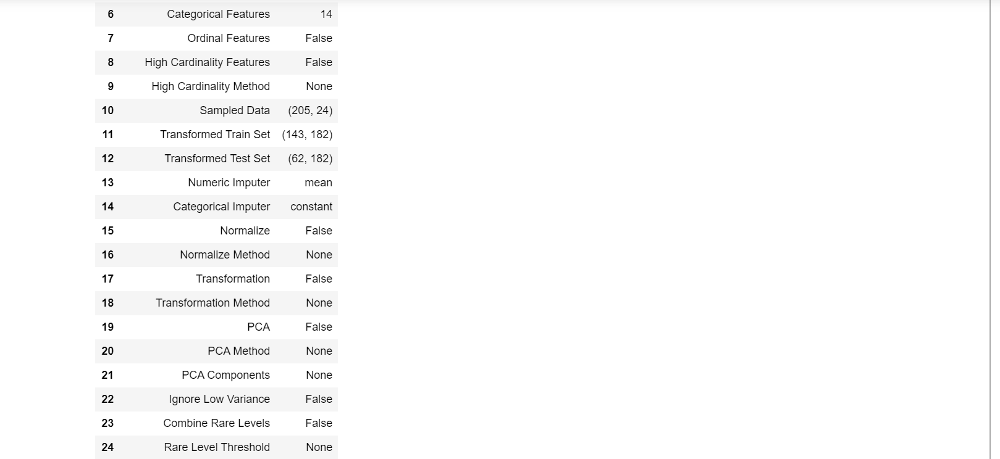 6 Categorical Features 14
7 Ordinal Features False
8 High Cardinality Features False
9 High Cardinality Method None
10 Sampled Data (205, 24)
11 Transformed Train Set (143, 182)
12 Transformed Test Set (62, 182)
13 Numeric Imputer mean
14 Categorical Imputer constant
15 Normalize False
16 Normalize Method None
17 Transformation False
18 Transformation Method None
19 PCA False
20 PCA Method None
21 PCA Components None
22 Ignore Low Variance False
23 Combine Rare Levels False
24 Rare Level Threshold None